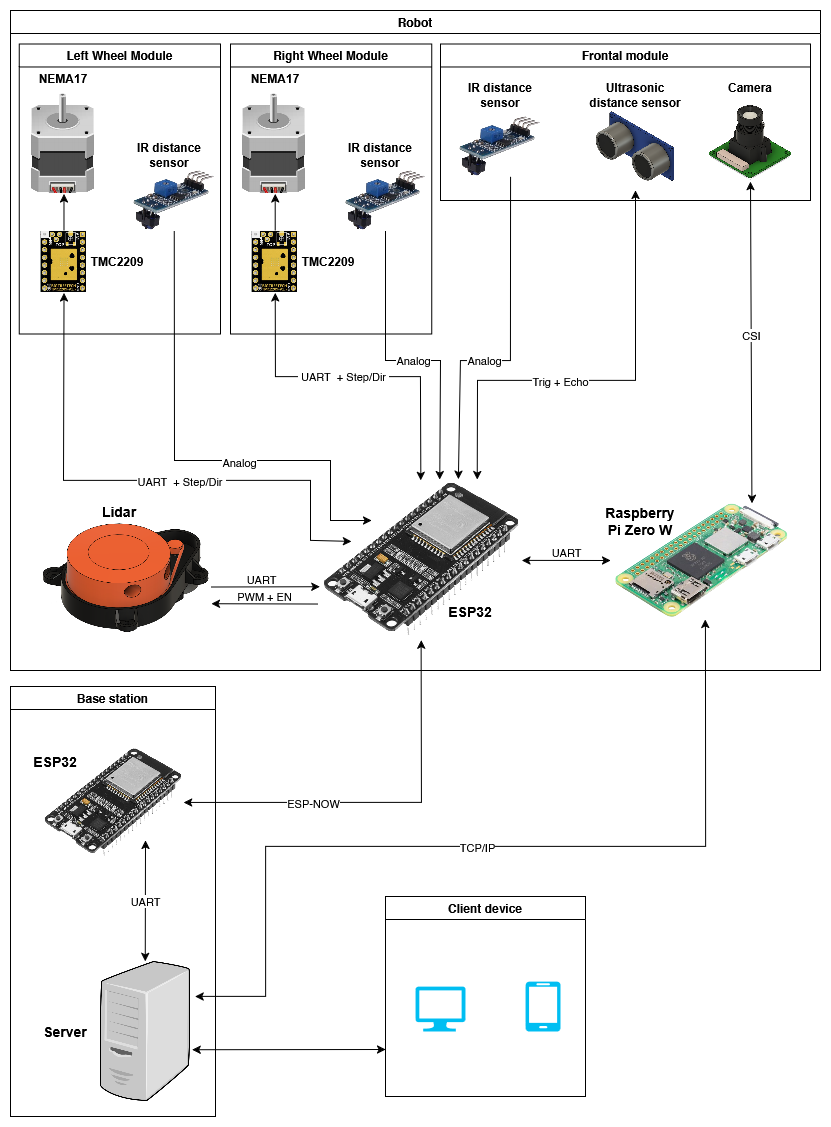 Robot
Left Wheel Module
Right Wheel Module
Frontal module
NEMA17
IR distance
sensor
TMC2209
NEMA17
IR distance
sensor
TMC2209
IR distance
sensor
Ultrasonic
distance sensor
Camera
CSI
Analog
Analog
UART + Step/Dir
Trig + Echo
Analog
UART + Step/Dir
Lidar
Raspberry
Pi Zero W
UART
UART
PWM + EN
ESP32
Base station
ESP32
ESP-NOW
TCP/IP
UART
Client device
Server